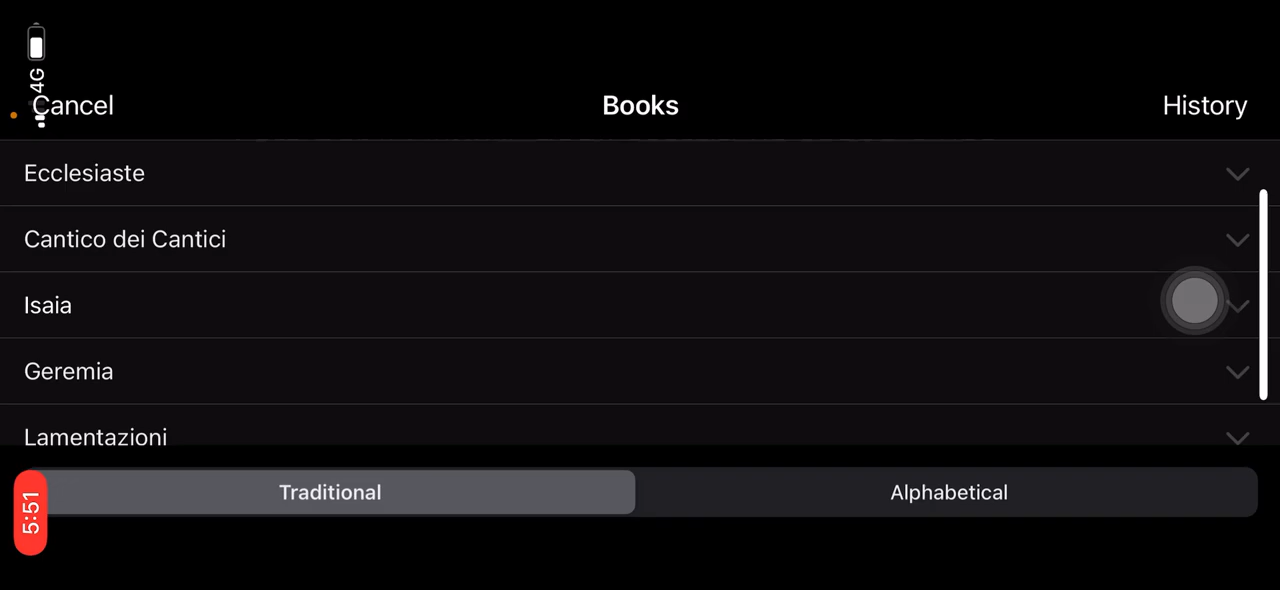 4G
Cancel
Books
History
Ecclesiaste
Cantico dei Cantici
Isaia
Geremia
Lamentazioni
Traditional
Alphabetical
5:51